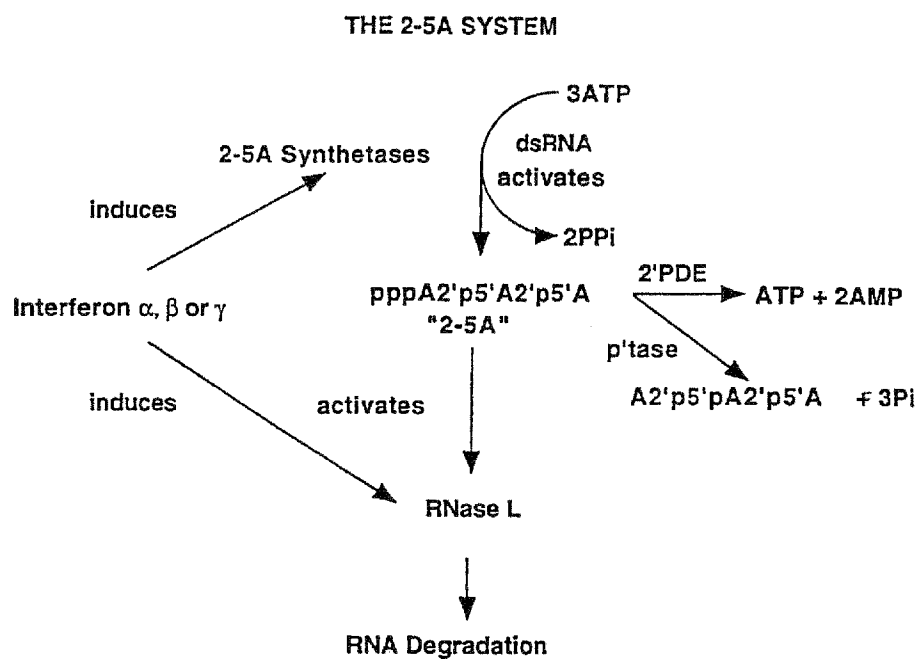 THE 2-5A SYSTEM
3ATP
dsRNA
activates
2-5A Synthetases
induces
2PPi
2'PDE
pppA2'p5'A2'p5'A
"2-5A"
ATP + 2AMP
Interferon α, β or γ
p'tase
A2'p5'pA2'p5'A + 3Pi
induces
activates
RNase L
RNA Degradation